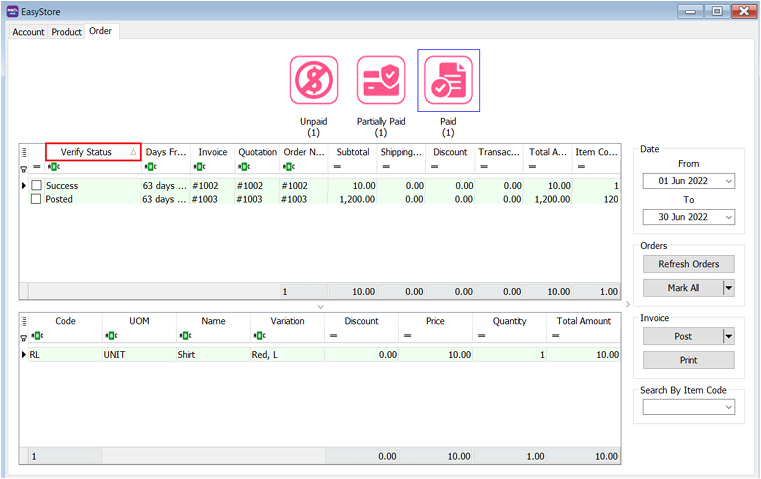 EasyStore
Account Product Order
Unpaid Partially Paid Paid
(1) (1) (1)
Verify Status Days Fr... Invoice Quotation Order N... Subtotal Shipping... Discount Transac... Total A... Item Co...
Success 63 days ... #1002 #1002 #1002 10.00 0.00 0.00 0.00 10.00 1
Posted 63 days ... #1003 #1003 #1003 1,200.00 0.00 0.00 0.00 1,200.00 120
1 10.00 0.00 0.00 0.00 10.00 1.00
Code UOM Name Variation Discount Price Quantity Total Amount
RL UNIT Shirt Red, L 0.00 10.00 1 10.00
1 0.00 10.00 1.00 10.00
Date
From
01 Jun 2022
To
30 Jun 2022
Orders
Refresh Orders
Mark All
Invoice
Post
Print
Search By Item Code